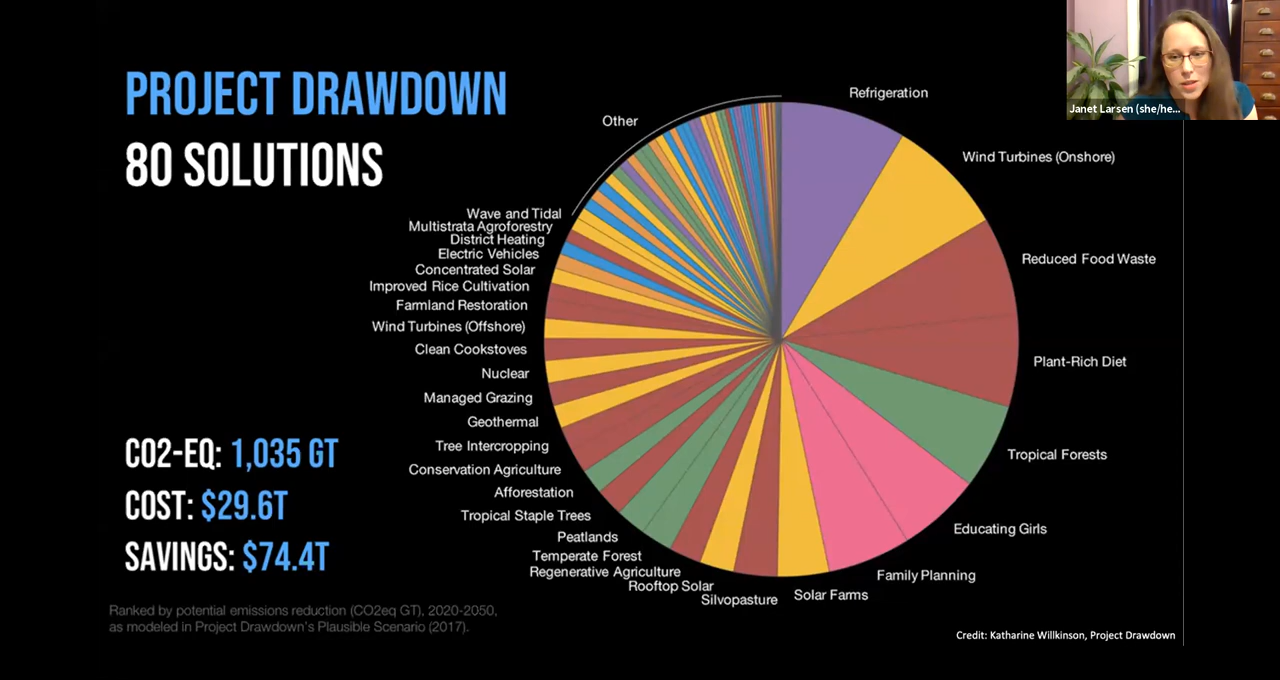 PROJECT DRAWDOWN
80 SOLUTIONS
CO2-EQ: 1,035 GT
COST: $29.6T
SAVINGS: $74.4T
Ranked by potential emissions reduction (CO2eq GT), 2020-2050,
as modeled in Project Drawdown's Plausible Scenario (2017).
Refrigeration
Wind Turbines (Onshore)
Reduced Food Waste
Plant-Rich Diet
Tropical Forests
Educating Girls
Family Planning
Solar Farms
Silvopasture
Rooftop Solar
Regenerative Agriculture
Temperate Forest
Peatlands
Tropical Staple Trees
Afforestation
Conservation Agriculture
Tree Intercropping
Geothermal
Managed Grazing
Nuclear
Clean Cookstoves
Wind Turbines (Offshore)
Farmland Restoration
Improved Rice Cultivation
Concentrated Solar
Electric Vehicles
District Heating
Multistrata Agroforestry
Wave and Tidal
Other
Credit: Katharine Willkinson, Project Drawdown
Janet Larsen (she/he...